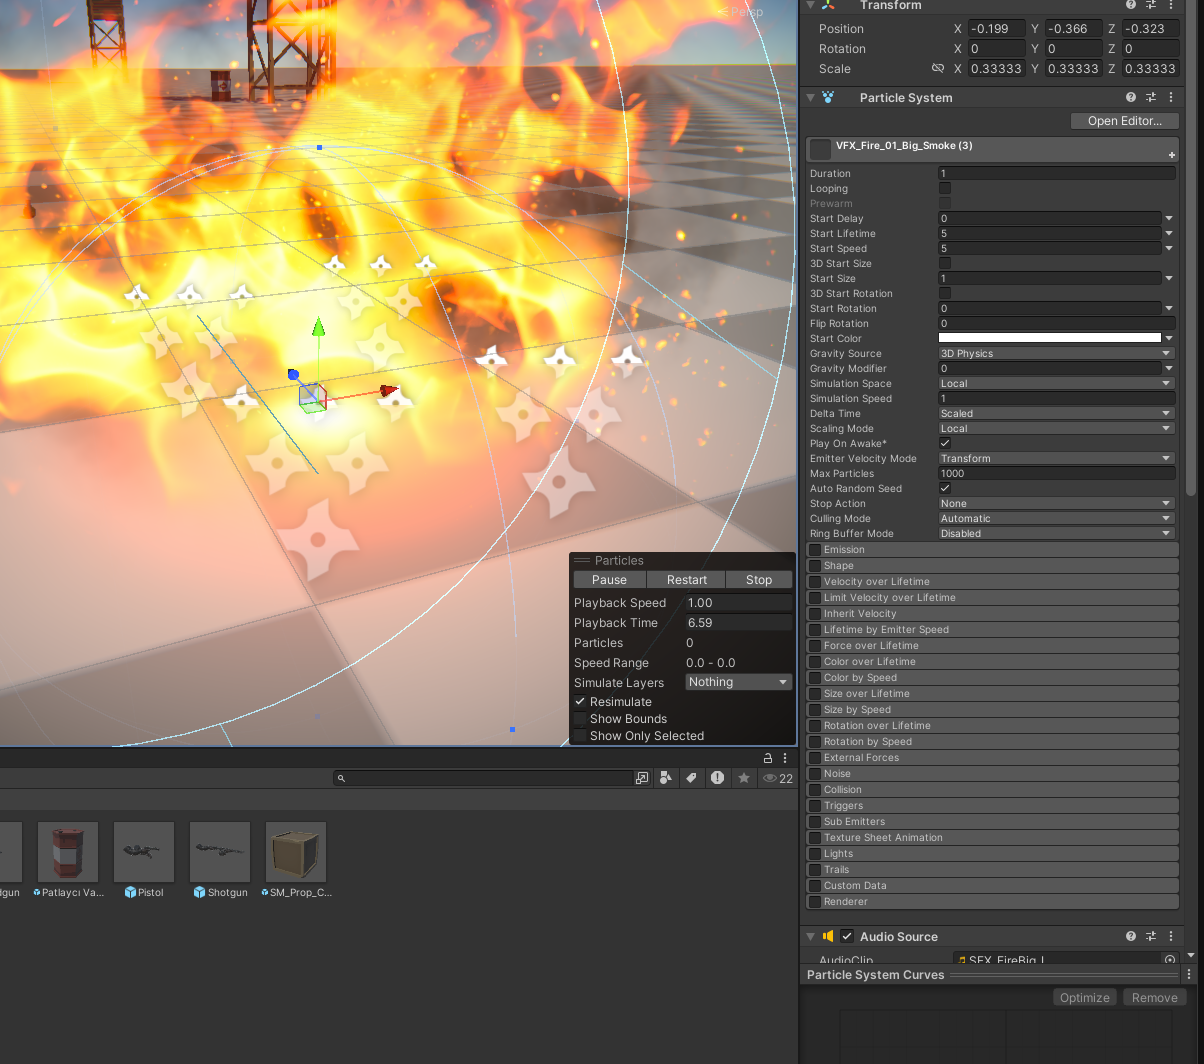 Persp
Transform
Position X -0.199 Y -0.366 Z -0.323
Rotation X 0 Y 0 Z 0
Scale X 0.33333 Y 0.33333 Z 0.33333
Particle System
Open Editor...
VFX_Fire_01_Big_Smoke (3)
Duration 1
Looping
Prewarm
Start Delay 0
Start Lifetime 5
Start Speed 5
3D Start Size
Start Size 1
3D Start Rotation
Start Rotation 0
Flip Rotation 0
Start Color
Gravity Source 3D Physics
Gravity Modifier 0
Simulation Space Local
Simulation Speed 1
Delta Time Scaled
Scaling Mode Local
Play On Awake*
Emitter Velocity Mode Transform
Max Particles 1000
Auto Random Seed
Stop Action None
Culling Mode Automatic
Ring Buffer Mode Disabled
Emission
Shape
Velocity over Lifetime
Limit Velocity over Lifetime
Inherit Velocity
Lifetime by Emitter Speed
Force over Lifetime
Color over Lifetime
Color by Speed
Size over Lifetime
Size by Speed
Rotation over Lifetime
Rotation by Speed
External Forces
Noise
Collision
Triggers
Sub Emitters
Texture Sheet Animation
Lights
Trails
Custom Data
Renderer
Audio Source
AudioClip SFX_FireBig_L
Particle System Curves
Optimize Remove
Particles
Pause Restart Stop
Playback Speed 1.00
Playback Time 6.59
Particles 0
Speed Range 0.0 - 0.0
Simulate Layers Nothing
Resimulate
Show Bounds
Show Only Selected
22
dgun Patlaycı Va... Pistol Shotgun SM_Prop_C...